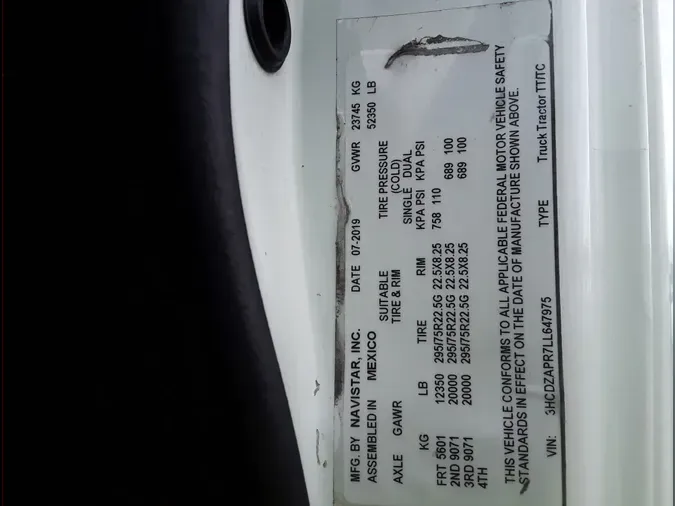 MFG. BY NAVISTAR, INC. DATE 07-2019 GVWR 23745 KG
ASSEMBLED IN MEXICO 52350 LB
AXLE GAWR SUITABLE TIRE & RIM TIRE PRESSURE (COLD)
SINGLE DUAL
KG LB TIRE RIM KPA PSI KPA PSI
FRT 5601 12350 295/75R22.5G 22.5X8.25 758 110
2ND 9071 20000 295/75R22.5G 22.5X8.25 689 100
3RD 9071 20000 295/75R22.5G 22.5X8.25 689 100
4TH
THIS VEHICLE CONFORMS TO ALL APPLICABLE FEDERAL MOTOR VEHICLE SAFETY
STANDARDS IN EFFECT ON THE DATE OF MANUFACTURE SHOWN ABOVE.
VIN: 3HCDZAPR7LL647975 TYPE Truck Tractor TT/TC